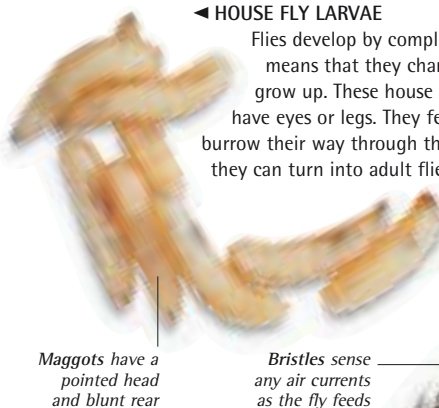 ◄ HOUSE FLY LARVAE
Flies develop by compl
means that they chan
grow up. These house
have eyes or legs. They fe
burrow their way through th
they can turn into adult flie
Maggots have a
pointed head
and blunt rear
Bristles sense
any air currents
as the fly feeds